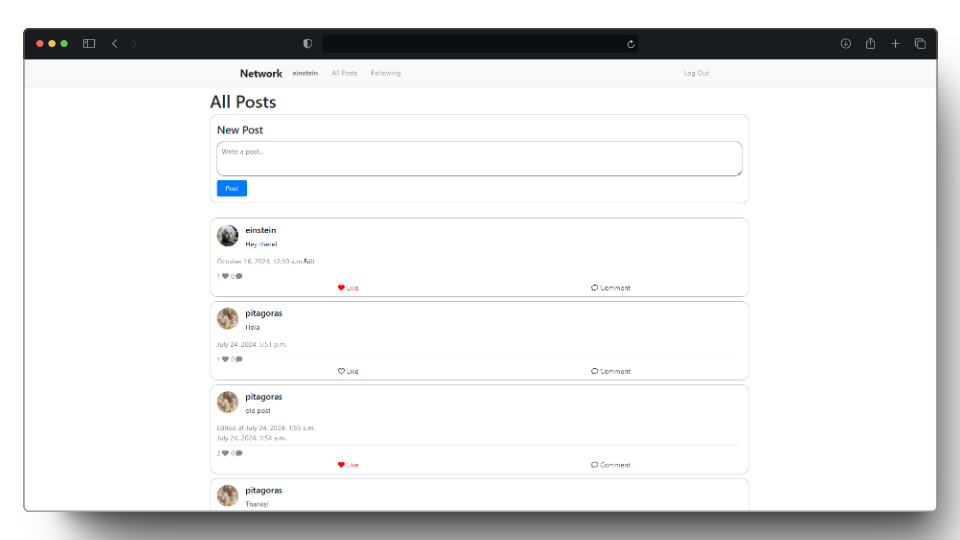 Network einstein All Posts Following Log Out
All Posts
New Post
Write a post...
Post
einstein
Hey there!
October 16, 2024, 12:10 a.m.Edit
1 0
Like Comment
pitagoras
Hola
July 24, 2024, 5:51 p.m.
1 0
Like Comment
pitagoras
old post
Edited at July 24, 2024, 1:55 a.m.
July 24, 2024, 1:54 a.m.
2 0
Like Comment
pitagoras
Thanks!